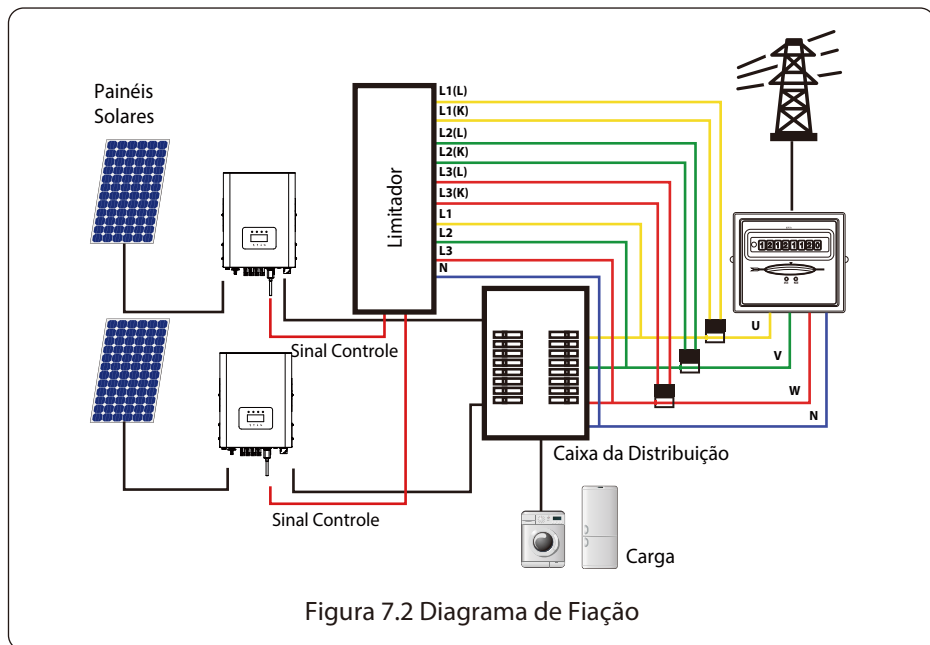 Painéis
Solares
Limitador
L1(L)
L1(K)
L2(L)
L2(K)
L3(L)
L3(K)
L1
L2
L3
N
12121120
U
V
W
N
Sinal Controle
Sinal Controle
Caixa da Distribuição
Carga
Figura 7.2 Diagrama de Fiação